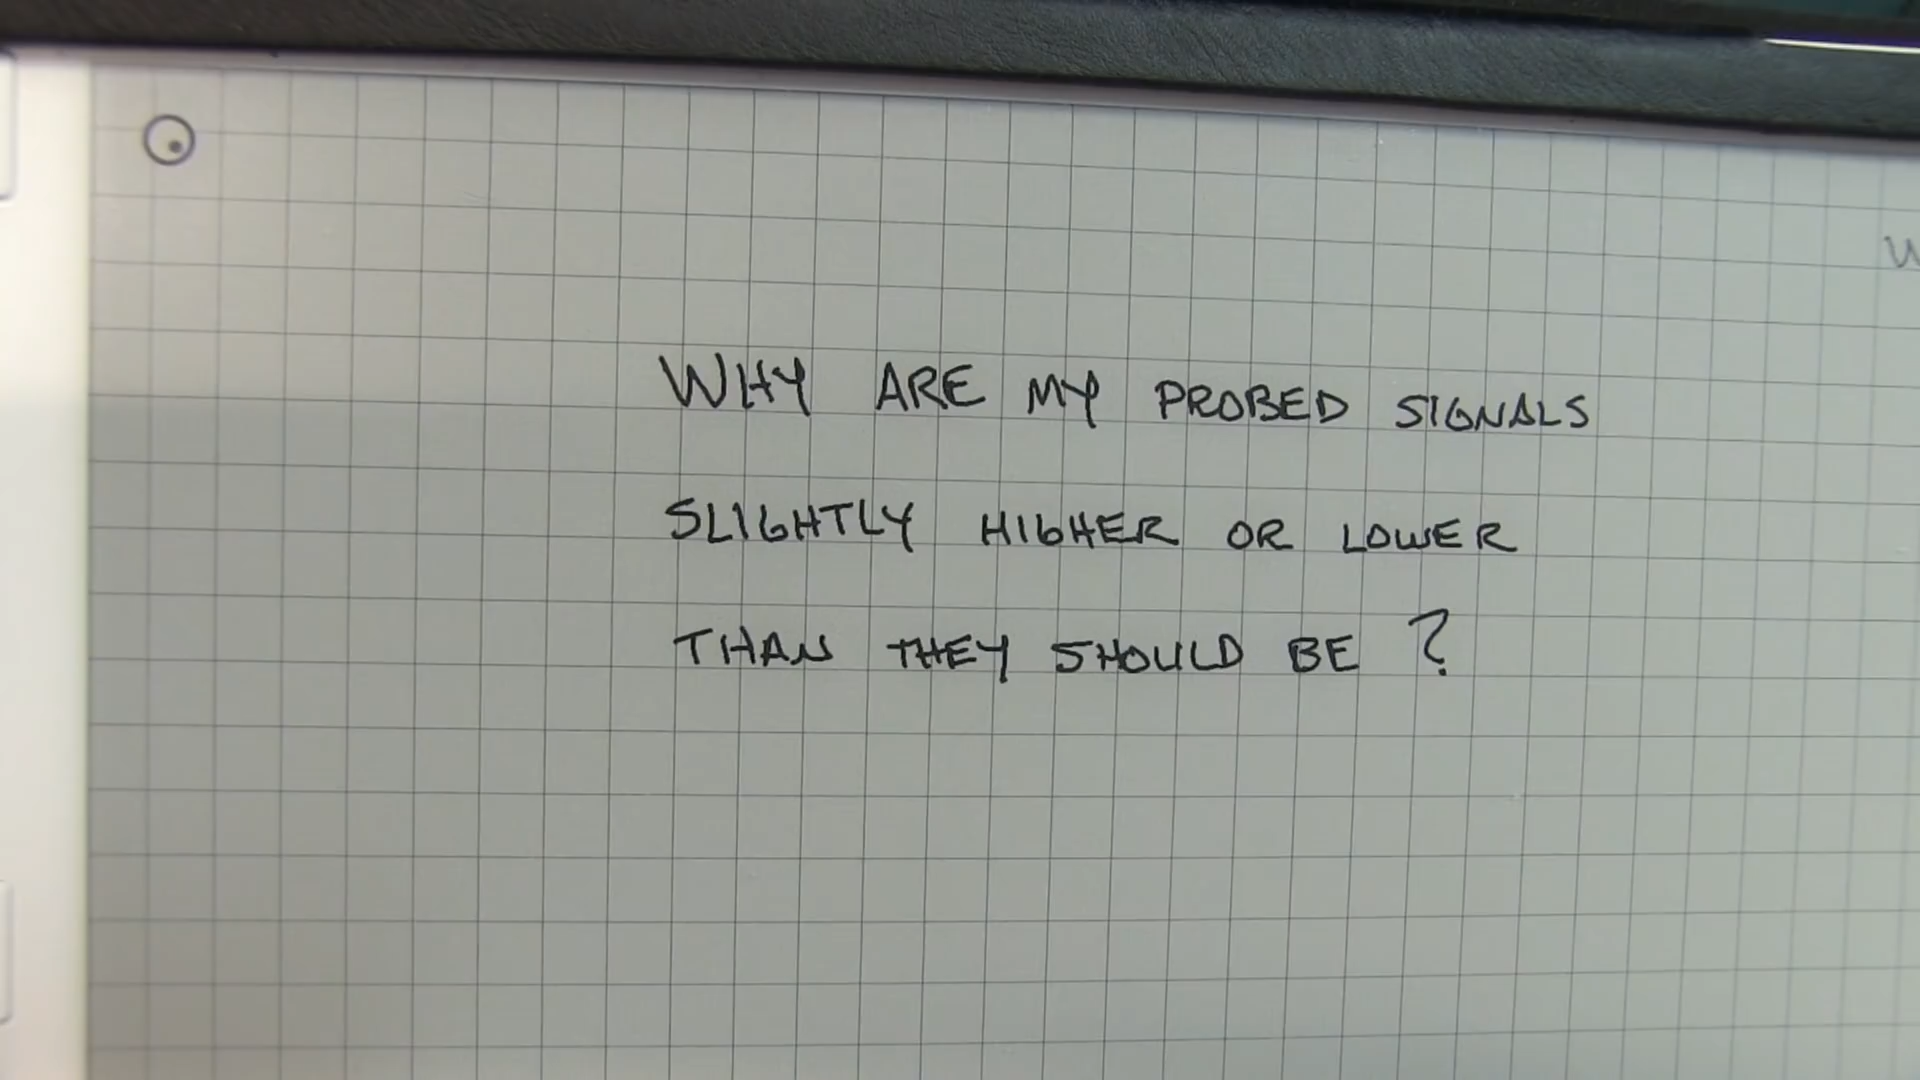 WHY ARE MY PROBED SIGNALS
SLIGHTLY HIGHER OR LOWER
THAN THEY SHOULD BE ?